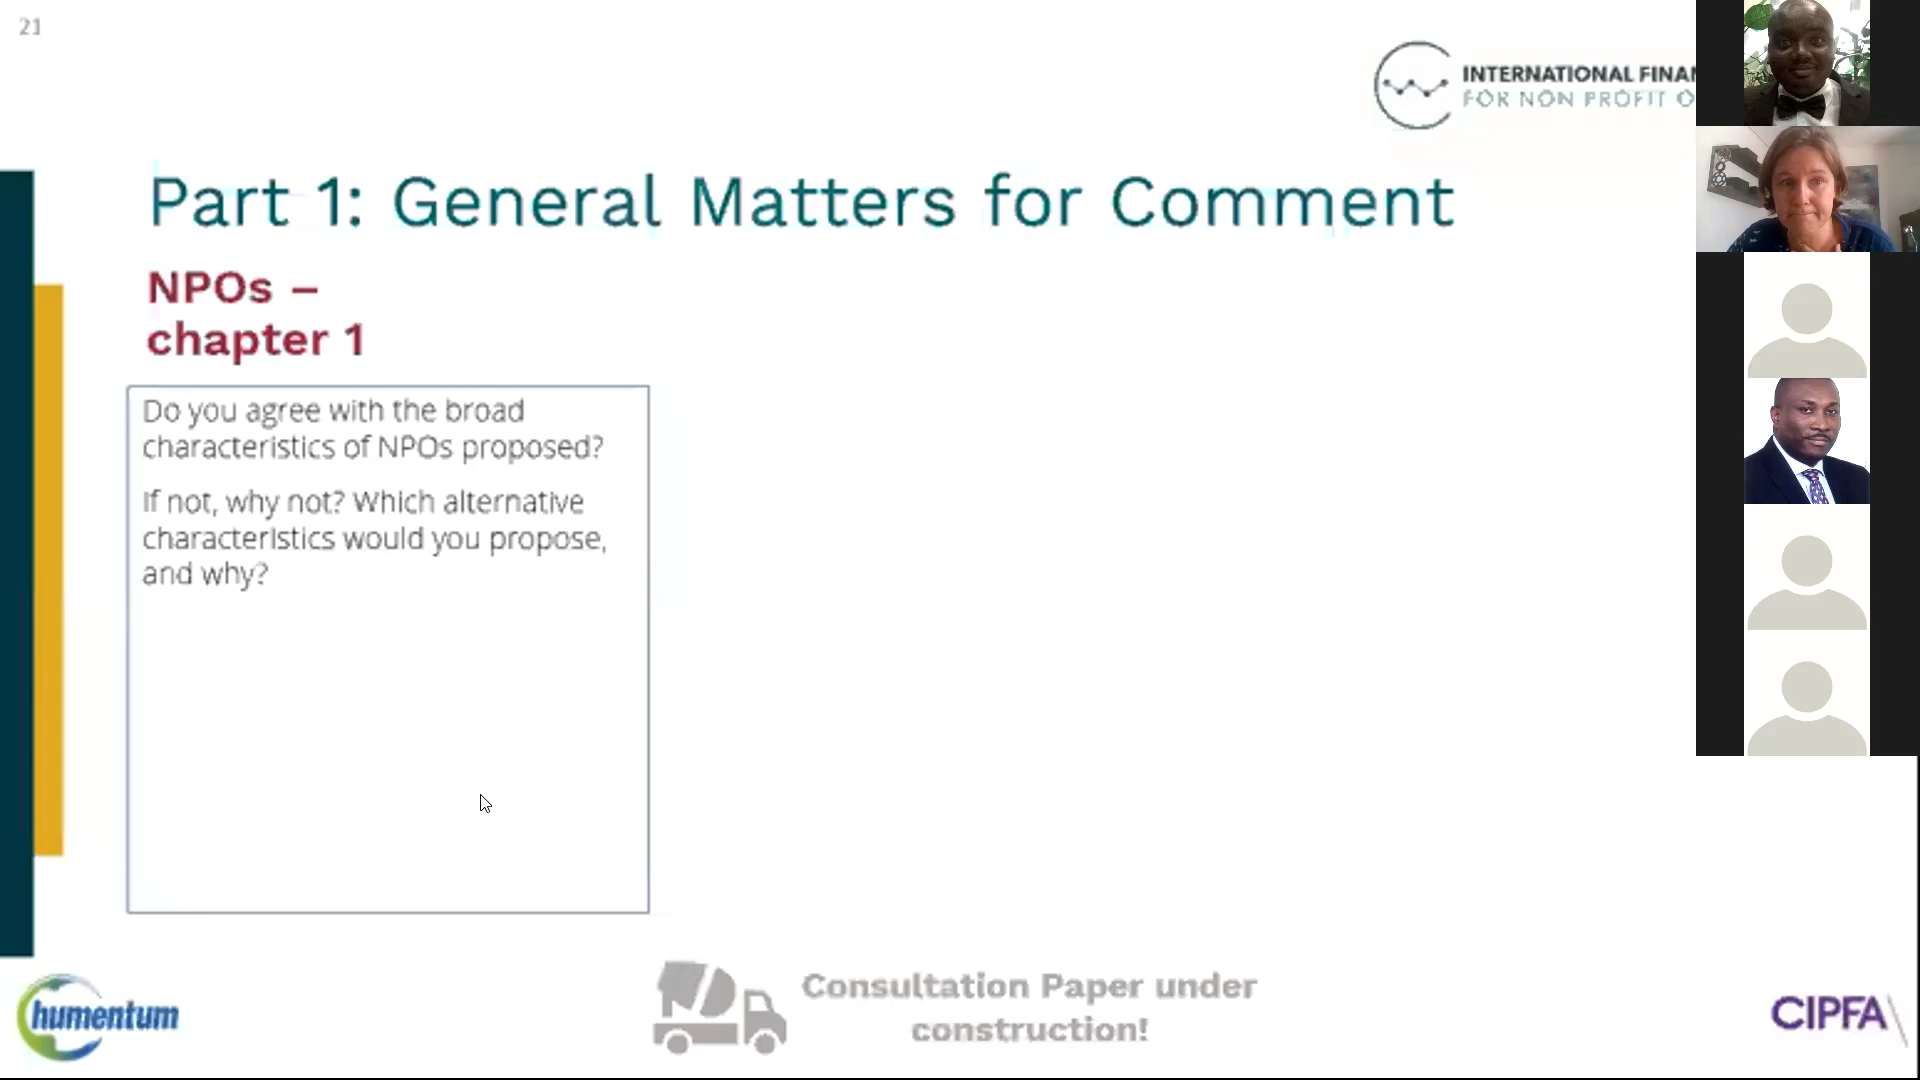 21
INTERNATIONAL FINAN
FOR NON PROFIT O
Part 1: General Matters for Comment
NPOs –
chapter 1
Do you agree with the broad
characteristics of NPOs proposed?
If not, why not? Which alternative
characteristics would you propose,
and why?
humentum
Consultation Paper under
construction!
CIPFA